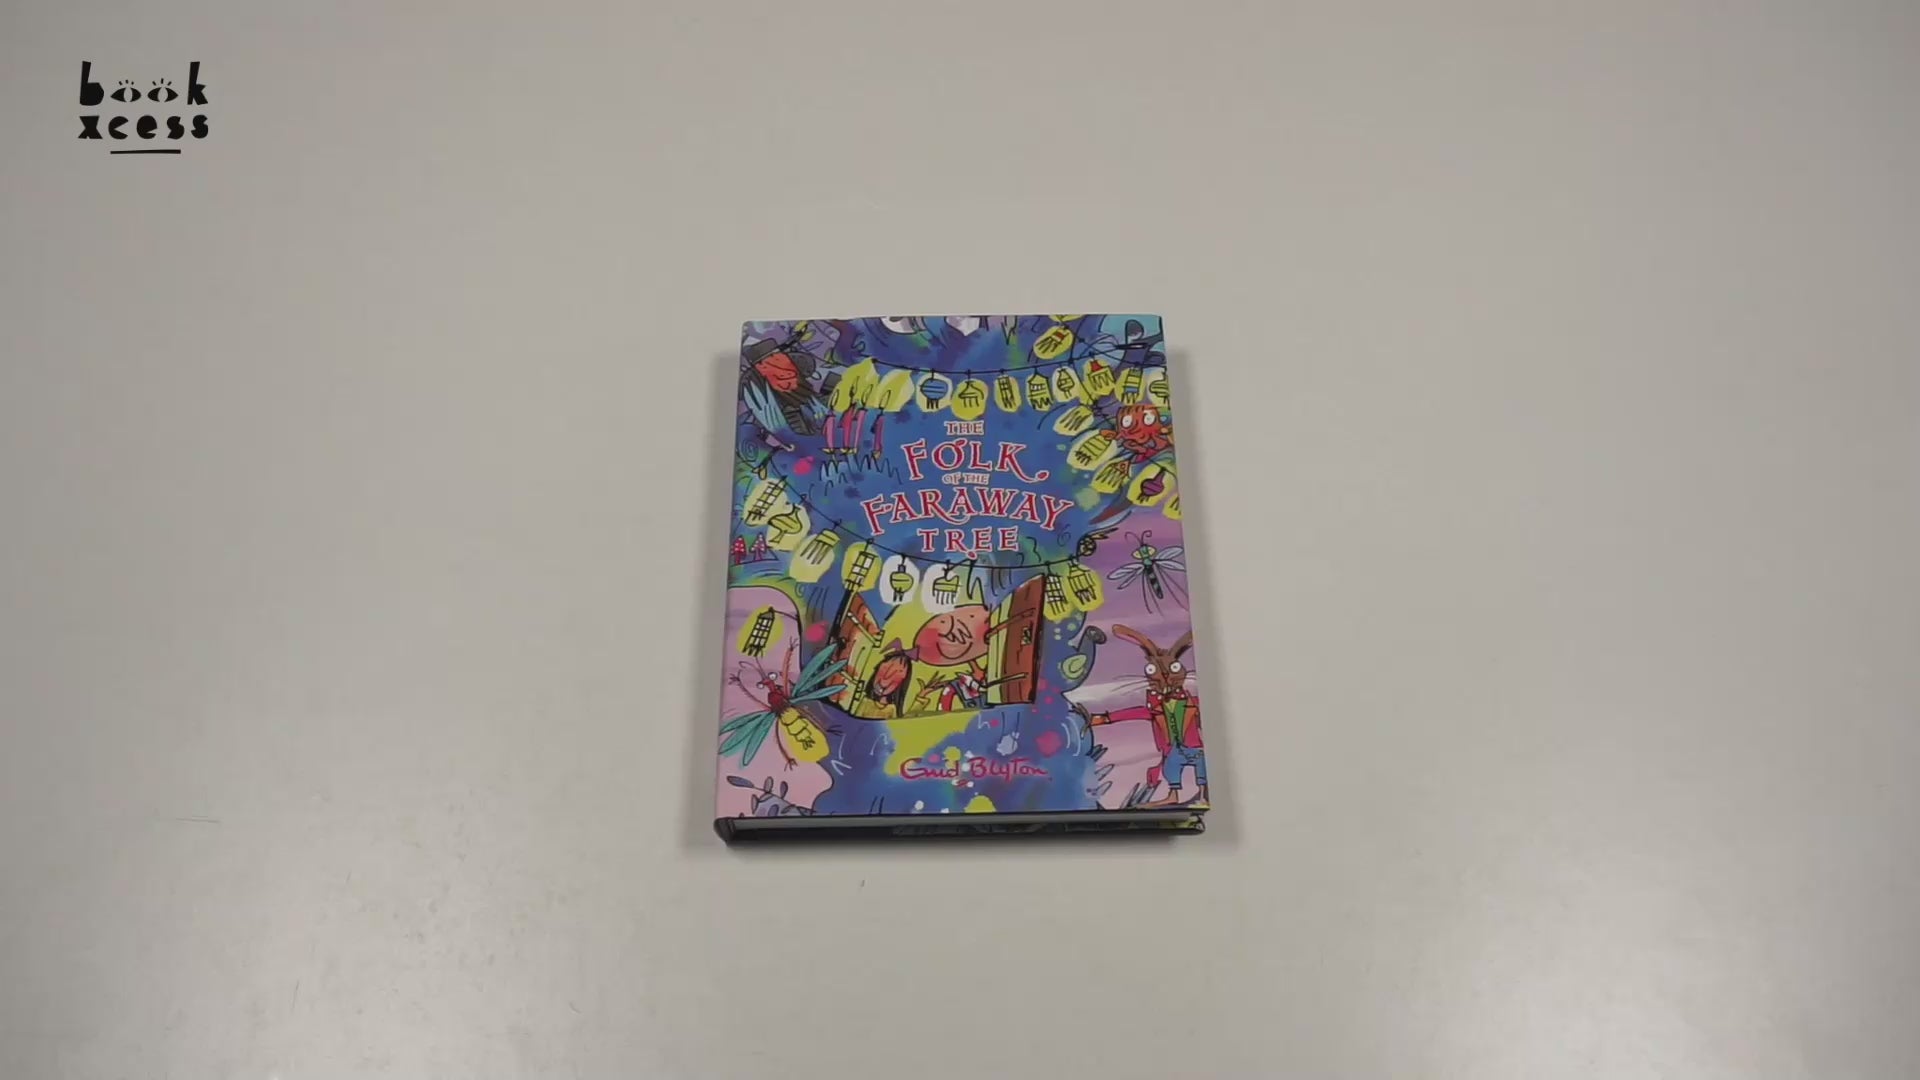 book
xcess
THE
FOLK
OF THE
FARAWAY
TREE
Enid Blyton